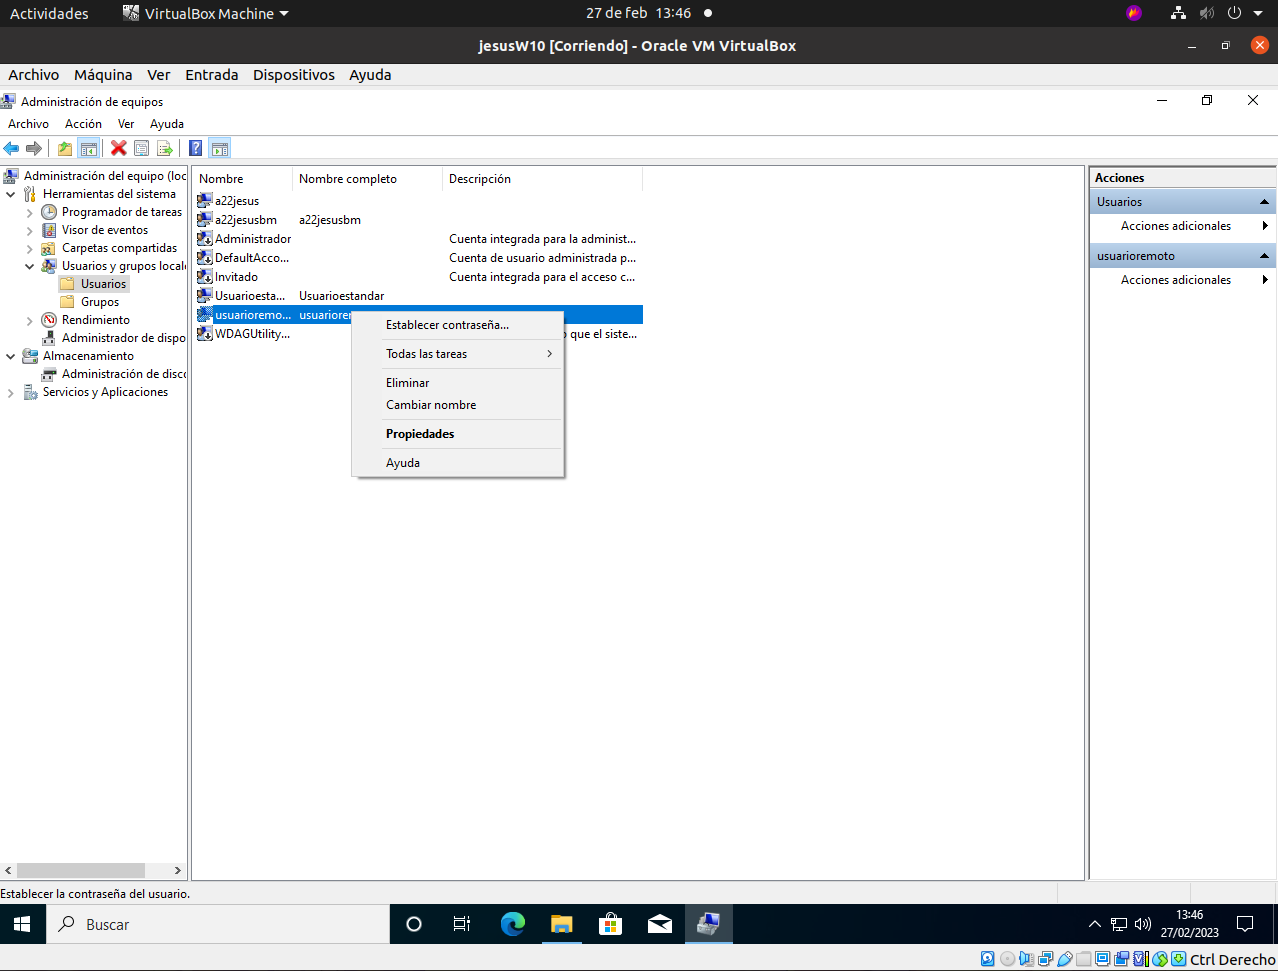 Actividades VirtualBox Machine 27 de feb 13:46
jesusW10 [Corriendo] - Oracle VM VirtualBox
Archivo Máquina Ver Entrada Dispositivos Ayuda
Administración de equipos
Archivo Acción Ver Ayuda
Administración del equipo (loc
Herramientas del sistema
Programador de tareas
Visor de eventos
Carpetas compartidas
Usuarios y grupos local
Usuarios
Grupos
Rendimiento
Administrador de dispo
Almacenamiento
Administración de disco
Servicios y Aplicaciones
Nombre Nombre completo Descripción
a22jesus
a22jesusbm a22jesusbm
Administrador Cuenta integrada para la administ...
DefaultAcco... Cuenta de usuario administrada p...
Invitado Cuenta integrada para el acceso c...
Usuarioesta... Usuarioestandar
usuarioremo... usuariorem
WDAGUtility... o que el siste...
Establecer contraseña...
Todas las tareas
Eliminar
Cambiar nombre
Propiedades
Ayuda
Acciones
Usuarios
Acciones adicionales
usuarioremoto
Acciones adicionales
Establecer la contraseña del usuario.
Buscar
13:46
27/02/2023
Ctrl Derecho